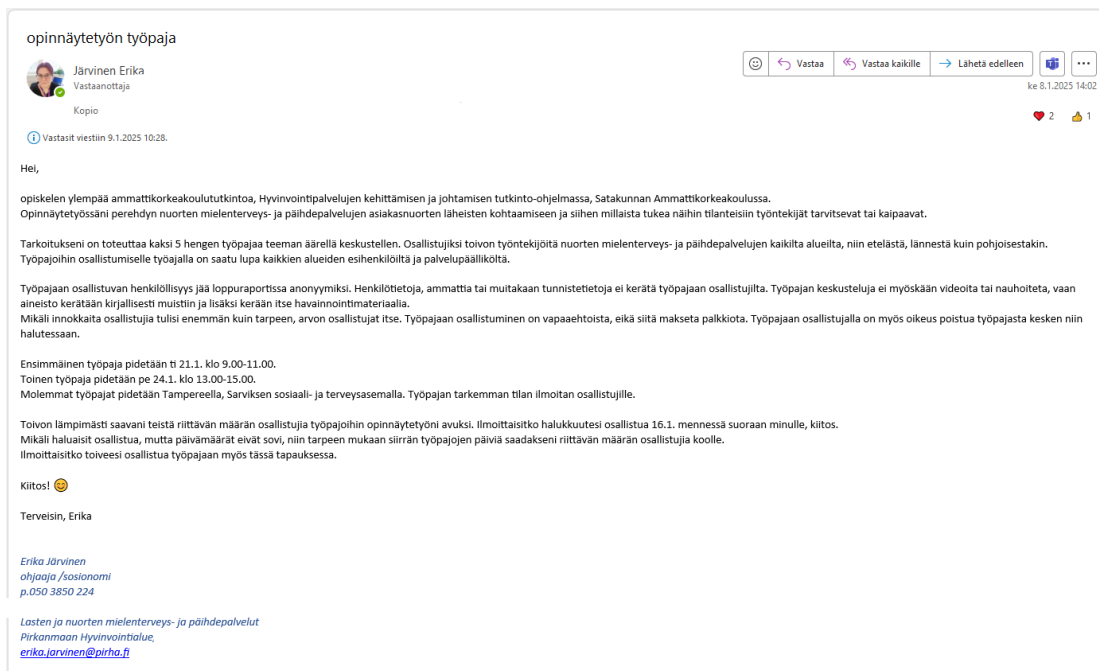 opinnäytetyön työpaja
Järvinen Erika
Vastaanottaja
Kopio
Vastaa
Vastaa kaikille
Lähetä edelleen
ke 8.1.2025 14:02
2
1
Vastasit viestiin 9.1.2025 10:28.
Hei,
opiskelen ylempää ammattikorkeakoulututkintoa, Hyvinvointipalvelujen kehittämisen ja johtamisen tutkinto-ohjelmassa, Satakunnan Ammattikorkeakoulussa.
Opinnäytetyössäni perehdyn nuorten mielenterveys- ja päihdepalvelujen asiakasnuorten läheisten kohtaamiseen ja siihen millaista tukea näihin tilanteisiin työntekijät tarvitsevat tai kaipaavat.
Tarkoitukseni on toteuttaa kaksi 5 hengen työpajaa teeman äärellä keskustellen. Osallistujiksi toivon työntekijöitä nuorten mielenterveys- ja päihdepalvelujen kaikilta alueilta, niin etelästä, lännestä kuin pohjoisestakin.
Työpajoihin osallistumiselle työajalla on saatu lupa kaikkien alueiden esihenkilöiltä ja palvelupäälliköltä.
Työpajaan osallistuvan henkilöllisyys jää loppuraportissa anonyymiksi. Henkilötietoja, ammattia tai muitakaan tunnistetietoja ei kerätä työpajaan osallistujilta. Työpajan keskusteluja ei myöskään videoita tai nauhoiteta, vaan
aineisto kerätään kirjallisesti muistiin ja lisäksi kerään itse havainnointimateriaalia.
Mikäli innokkaita osallistujia tulisi enemmän kuin tarpeen, arvon osallistujat itse. Työpajaan osallistuminen on vapaaehtoista, eikä siitä makseta palkkiota. Työpajaan osallistujalla on myös oikeus poistua työpajasta kesken niin
halutessaan.
Ensimmäinen työpaja pidetään ti 21.1. klo 9.00-11.00.
Toinen työpaja pidetään pe 24.1. klo 13.00-15.00.
Molemmat työpajat pidetään Tampereella, Sarviksen sosiaali- ja terveysasemalla. Työpajan tarkemman tilan ilmoitan osallistujille.
Toivon lämpimästi saavani teistä riittävän määrän osallistujia työpajoihin opinnäytetyöni avuksi. Ilmoittaisitko halukkuutesi osallistua 16.1. mennessä suoraan minulle, kiitos.
Mikäli haluaisit osallistua, mutta päivämäärät eivät sovi, niin tarpeen mukaan siirrän työpajojen päiviä saadakseni riittävän määrän osallistujia koolle.
Ilmoittaisitko toiveesi osallistua työpajaan myös tässä tapauksessa.
Kiitos! 😊
Terveisin, Erika
Erika Järvinen
ohjaaja /sosionomi
p.050 3850 224
Lasten ja nuorten mielenterveys- ja päihdepalvelut
Pirkanmaan Hyvinvointialue,
erika.jarvinen@pirha.fi